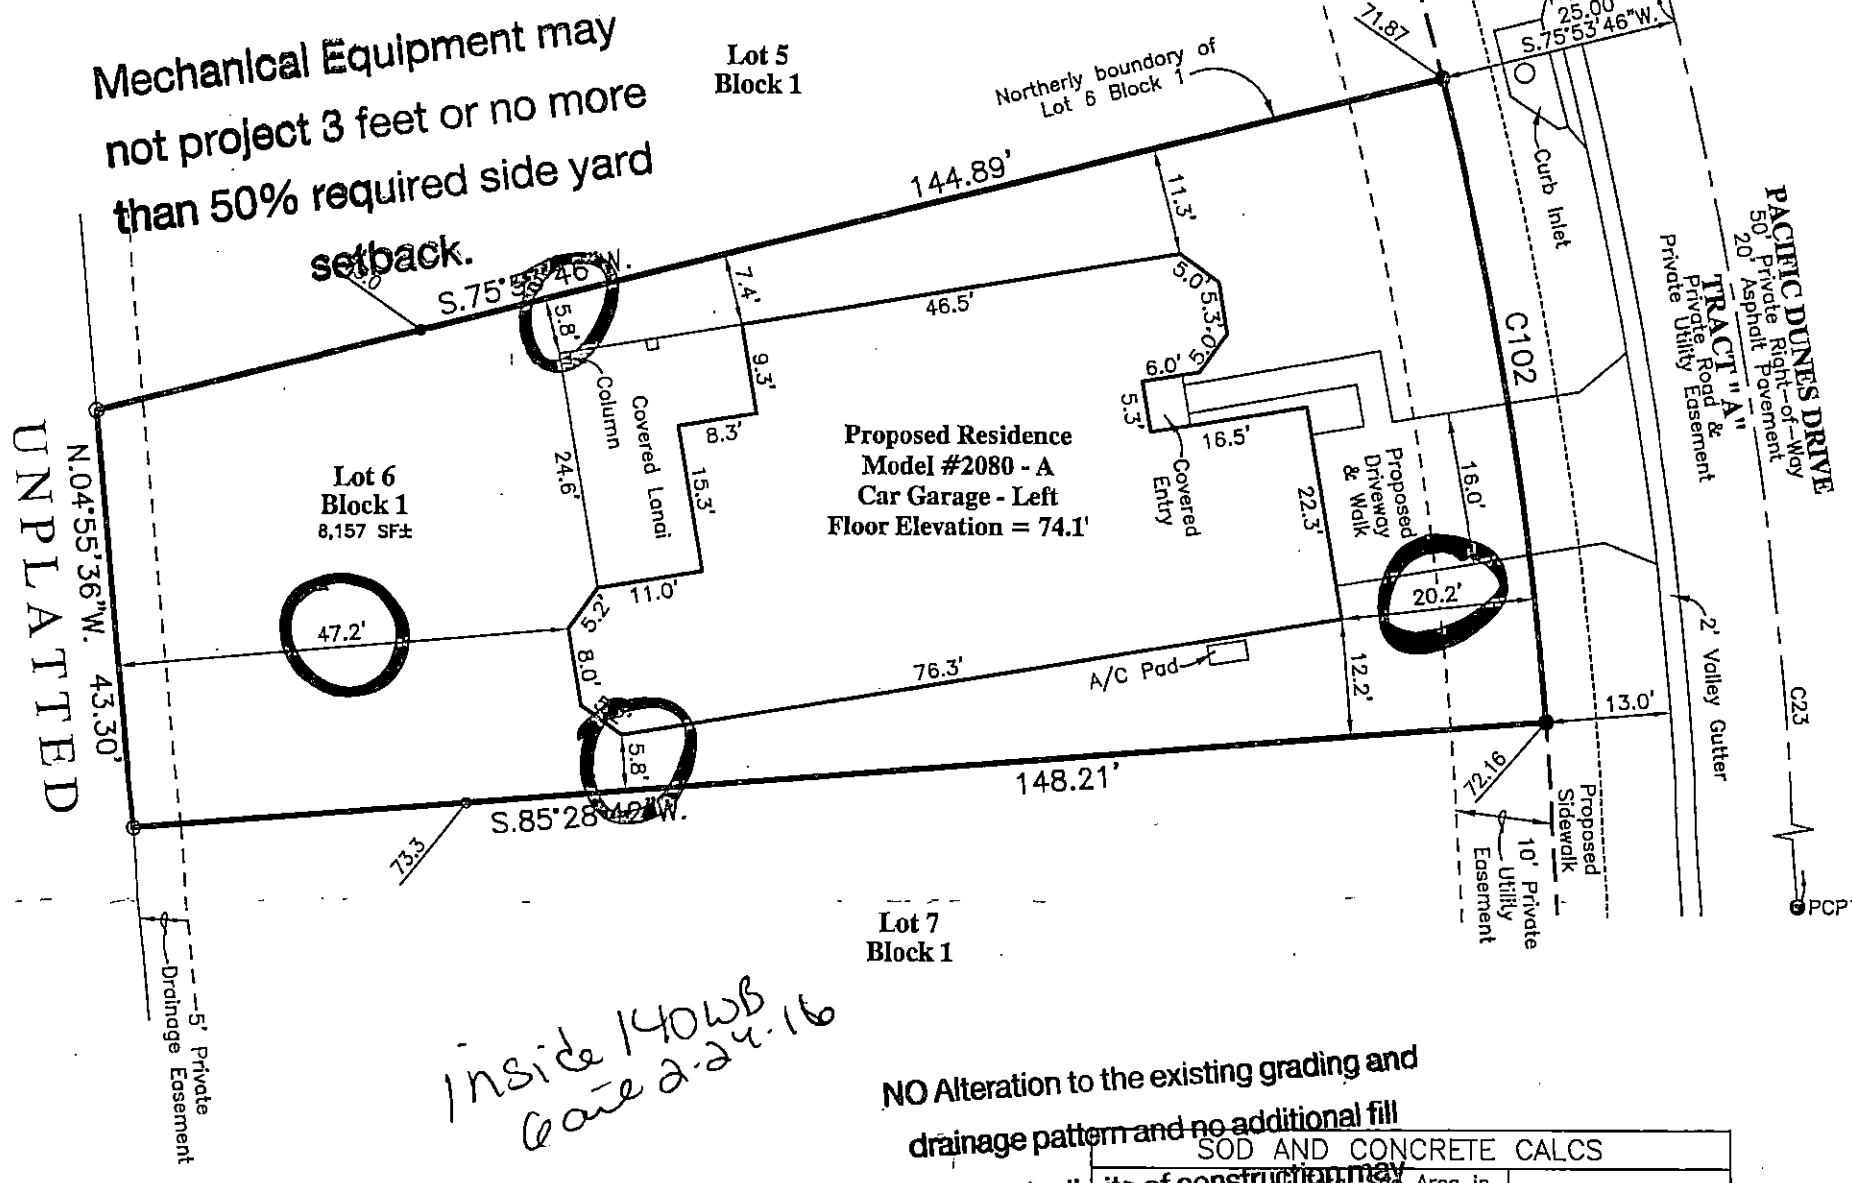 Mechanical Equipment may
not project 3 feet or no more
than 50% required side yard
setback.
Lot 5
Block 1
Northerly boundory of
Lot 6 Block 1
71.87
25.00
S.75°53'46"W.
Curb Inlet
PACIFIC DUNES DRIVE
50' Private Right-of-Way
20' Asphalt Pavement
TRACT "A"
Private Road &
Private Utility Easement
Private
144.89'
11.3'
S.75° 46 W.
5.8'
7.4'
46.5'
5.0'
5.3'
5.0'
6.0'
5.3'
C102
9.3'
Column
Covered Lanai
8.3'
15.3'
24.6'
11.0'
5.2'
8.0'
Proposed Residence
Model #2080 - A
Car Garage - Left
Floor Elevation = 74.1'
16.5'
Covered
Entry
22.3'
Proposed
Driveway
& Walk
16.0'
20.2'
Lot 6
Block 1
8,157 SF±
UNPLATTED
N.04°55'36"W. 43.30'
47.2'
76.3'
A/C Pad
12.2'
5.8'
13.0'
2' Valley Gutter
C23
148.21'
S.85°28'42"W.
73.3
72.16
Proposed
Sidewalk
10' Private
Utility
Easement
PCP
Lot 7
Block 1
5' Private
Drainage Easement
inside 140WB
Gate 2-24-16
NO Alteration to the existing grading and
drainage pattern and no additional fill
SOD AND CONCRETE CALCS
of construction may
Area in